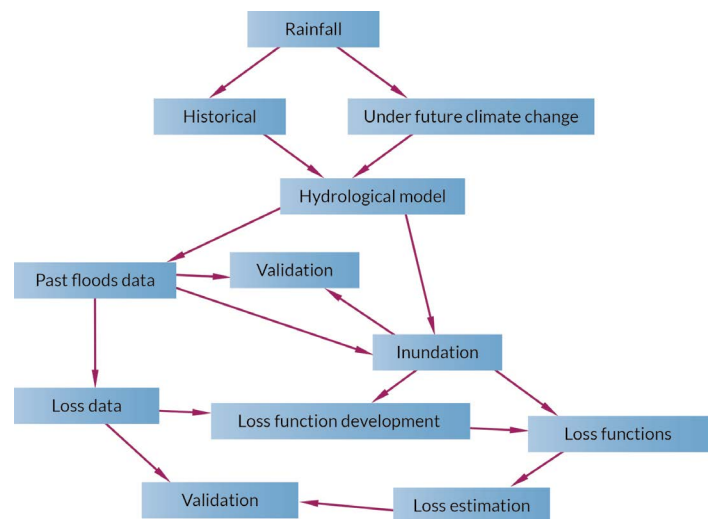 Rainfall
Historical
Under future climate change
Hydrological model
Validation
Past floods data
Inundation
Loss data
Loss function development
Loss functions
Validation
Loss estimation